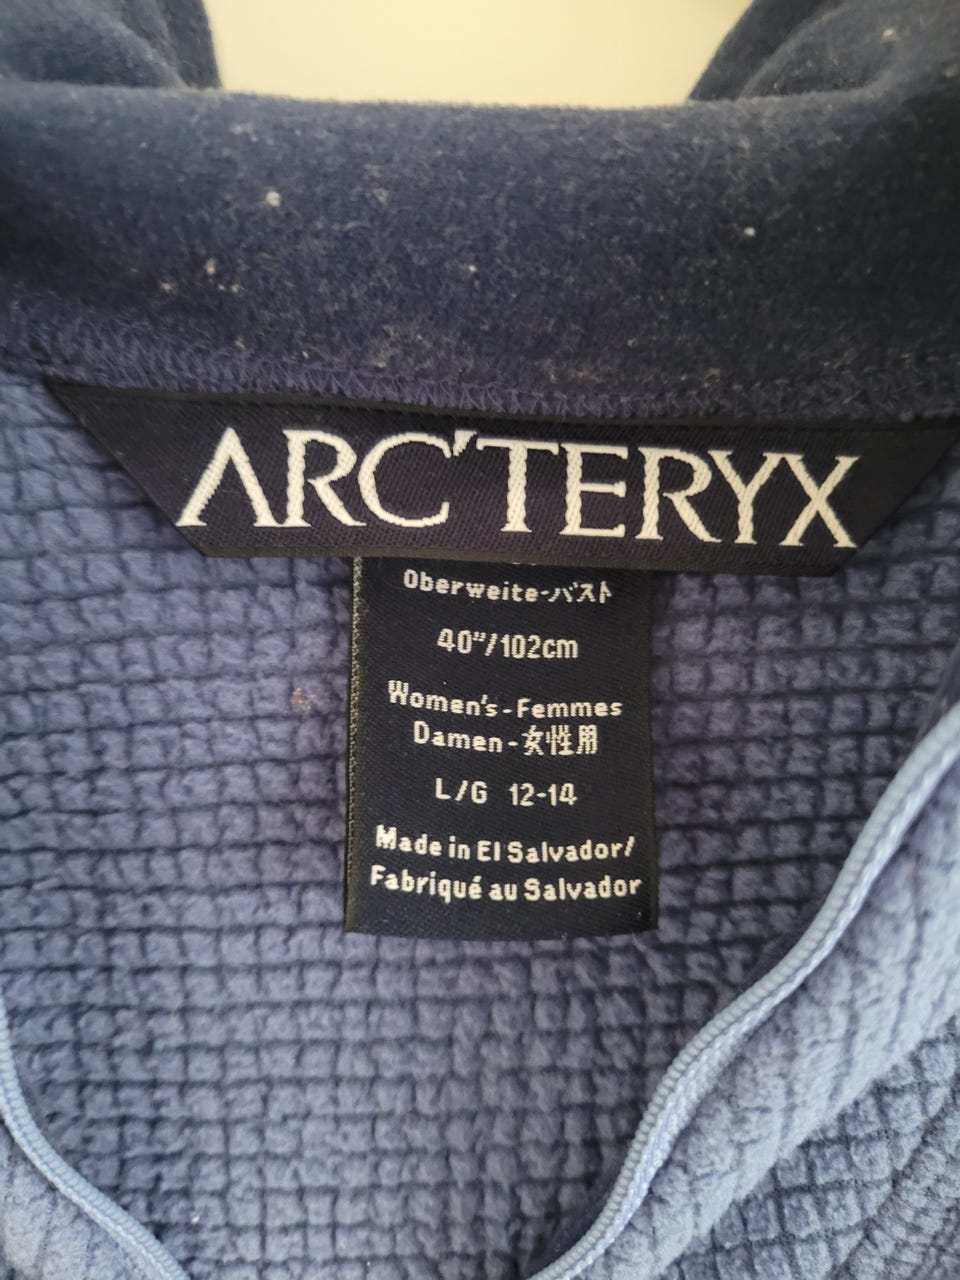 ARC'TERYX
Oberweite-バスト
40"/102cm
Women's-Femmes
Damen-女性用
L/G 12-14
Made in El Salvador/
Fabriqué au Salvador